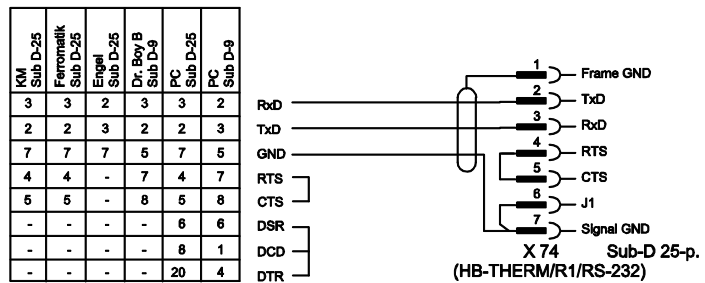 KM Sub D-25 Ferromatik Sub D-25 Engel Sub D-25 Dr. Boy B Sub D-9 PC Sub D-25 PC Sub D-9
3 3 2 3 3 2 RxD
2 2 3 2 2 3 TxD
7 7 7 5 7 5 GND
4 4 - 7 4 7 RTS
5 5 - 8 5 8 CTS
- - - - 6 6 DSR
- - - - 8 1 DCD
- - - - 20 4 DTR
1 Frame GND
2 TxD
3 RxD
4 RTS
5 CTS
6 J1
7 Signal GND
X 74 Sub-D 25-p.
(HB-THERM/R1/RS-232)